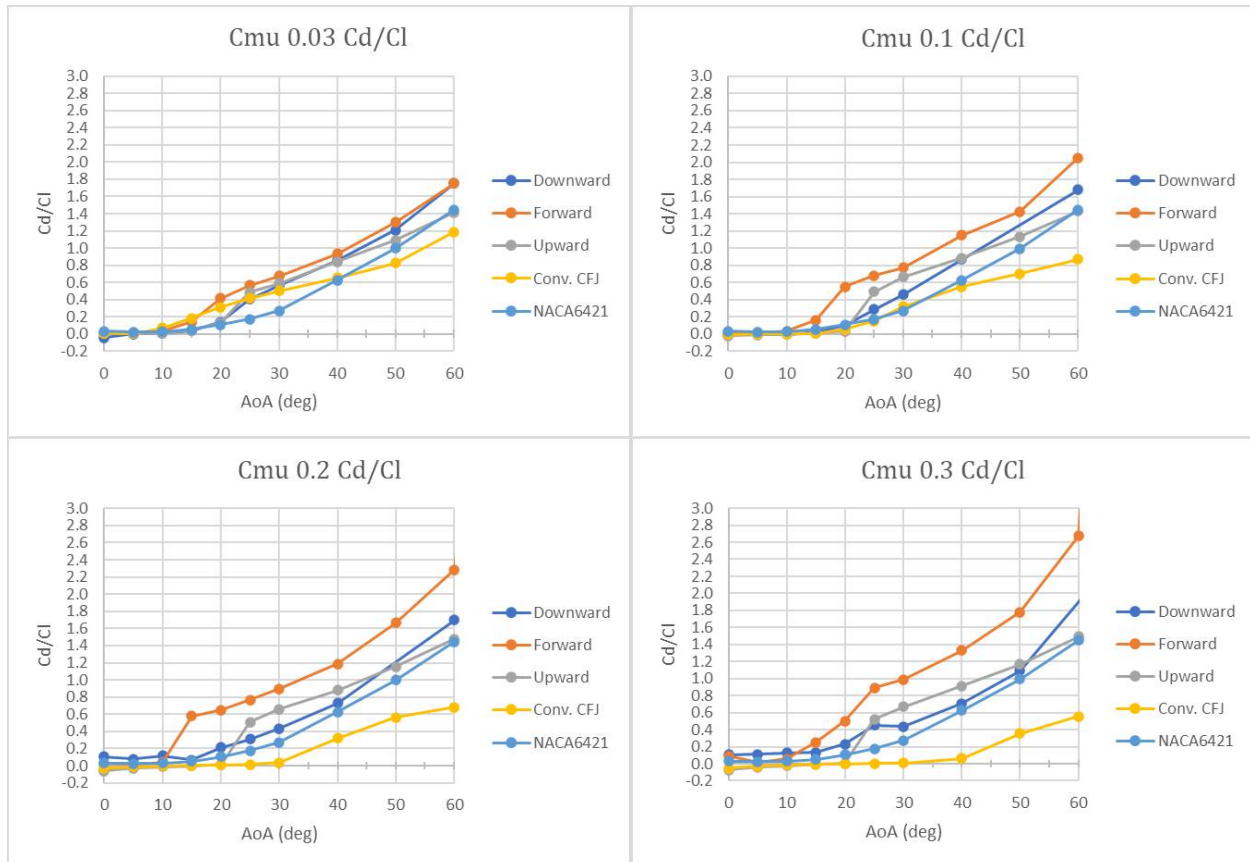 Cmu 0.03 Cd/Cl
3.0
2.8
2.6
2.4
2.2
2.0
1.8
1.6
1.4
1.2
1.0
0.8
0.6
0.4
0.2
0.0
-0.2
Cd/Cl
0 10 20 30 40 50 60
AoA (deg)
Downward
Forward
Upward
Conv. CFJ
NACA6421
Cmu 0.1 Cd/Cl
3.0
2.8
2.6
2.4
2.2
2.0
1.8
1.6
1.4
1.2
1.0
0.8
0.6
0.4
0.2
0.0
-0.2
Cd/Cl
0 10 20 30 40 50 60
AoA (deg)
Downward
Forward
Upward
Conv. CFJ
NACA6421
Cmu 0.2 Cd/Cl
3.0
2.8
2.6
2.4
2.2
2.0
1.8
1.6
1.4
1.2
1.0
0.8
0.6
0.4
0.2
0.0
-0.2
Cd/Cl
0 10 20 30 40 50 60
AoA (deg)
Downward
Forward
Upward
Conv. CFJ
NACA6421
Cmu 0.3 Cd/Cl
3.0
2.8
2.6
2.4
2.2
2.0
1.8
1.6
1.4
1.2
1.0
0.8
0.6
0.4
0.2
0.0
-0.2
Cd/Cl
0 10 20 30 40 50 60
AoA (deg)
Downward
Forward
Upward
Conv. CFJ
NACA6421